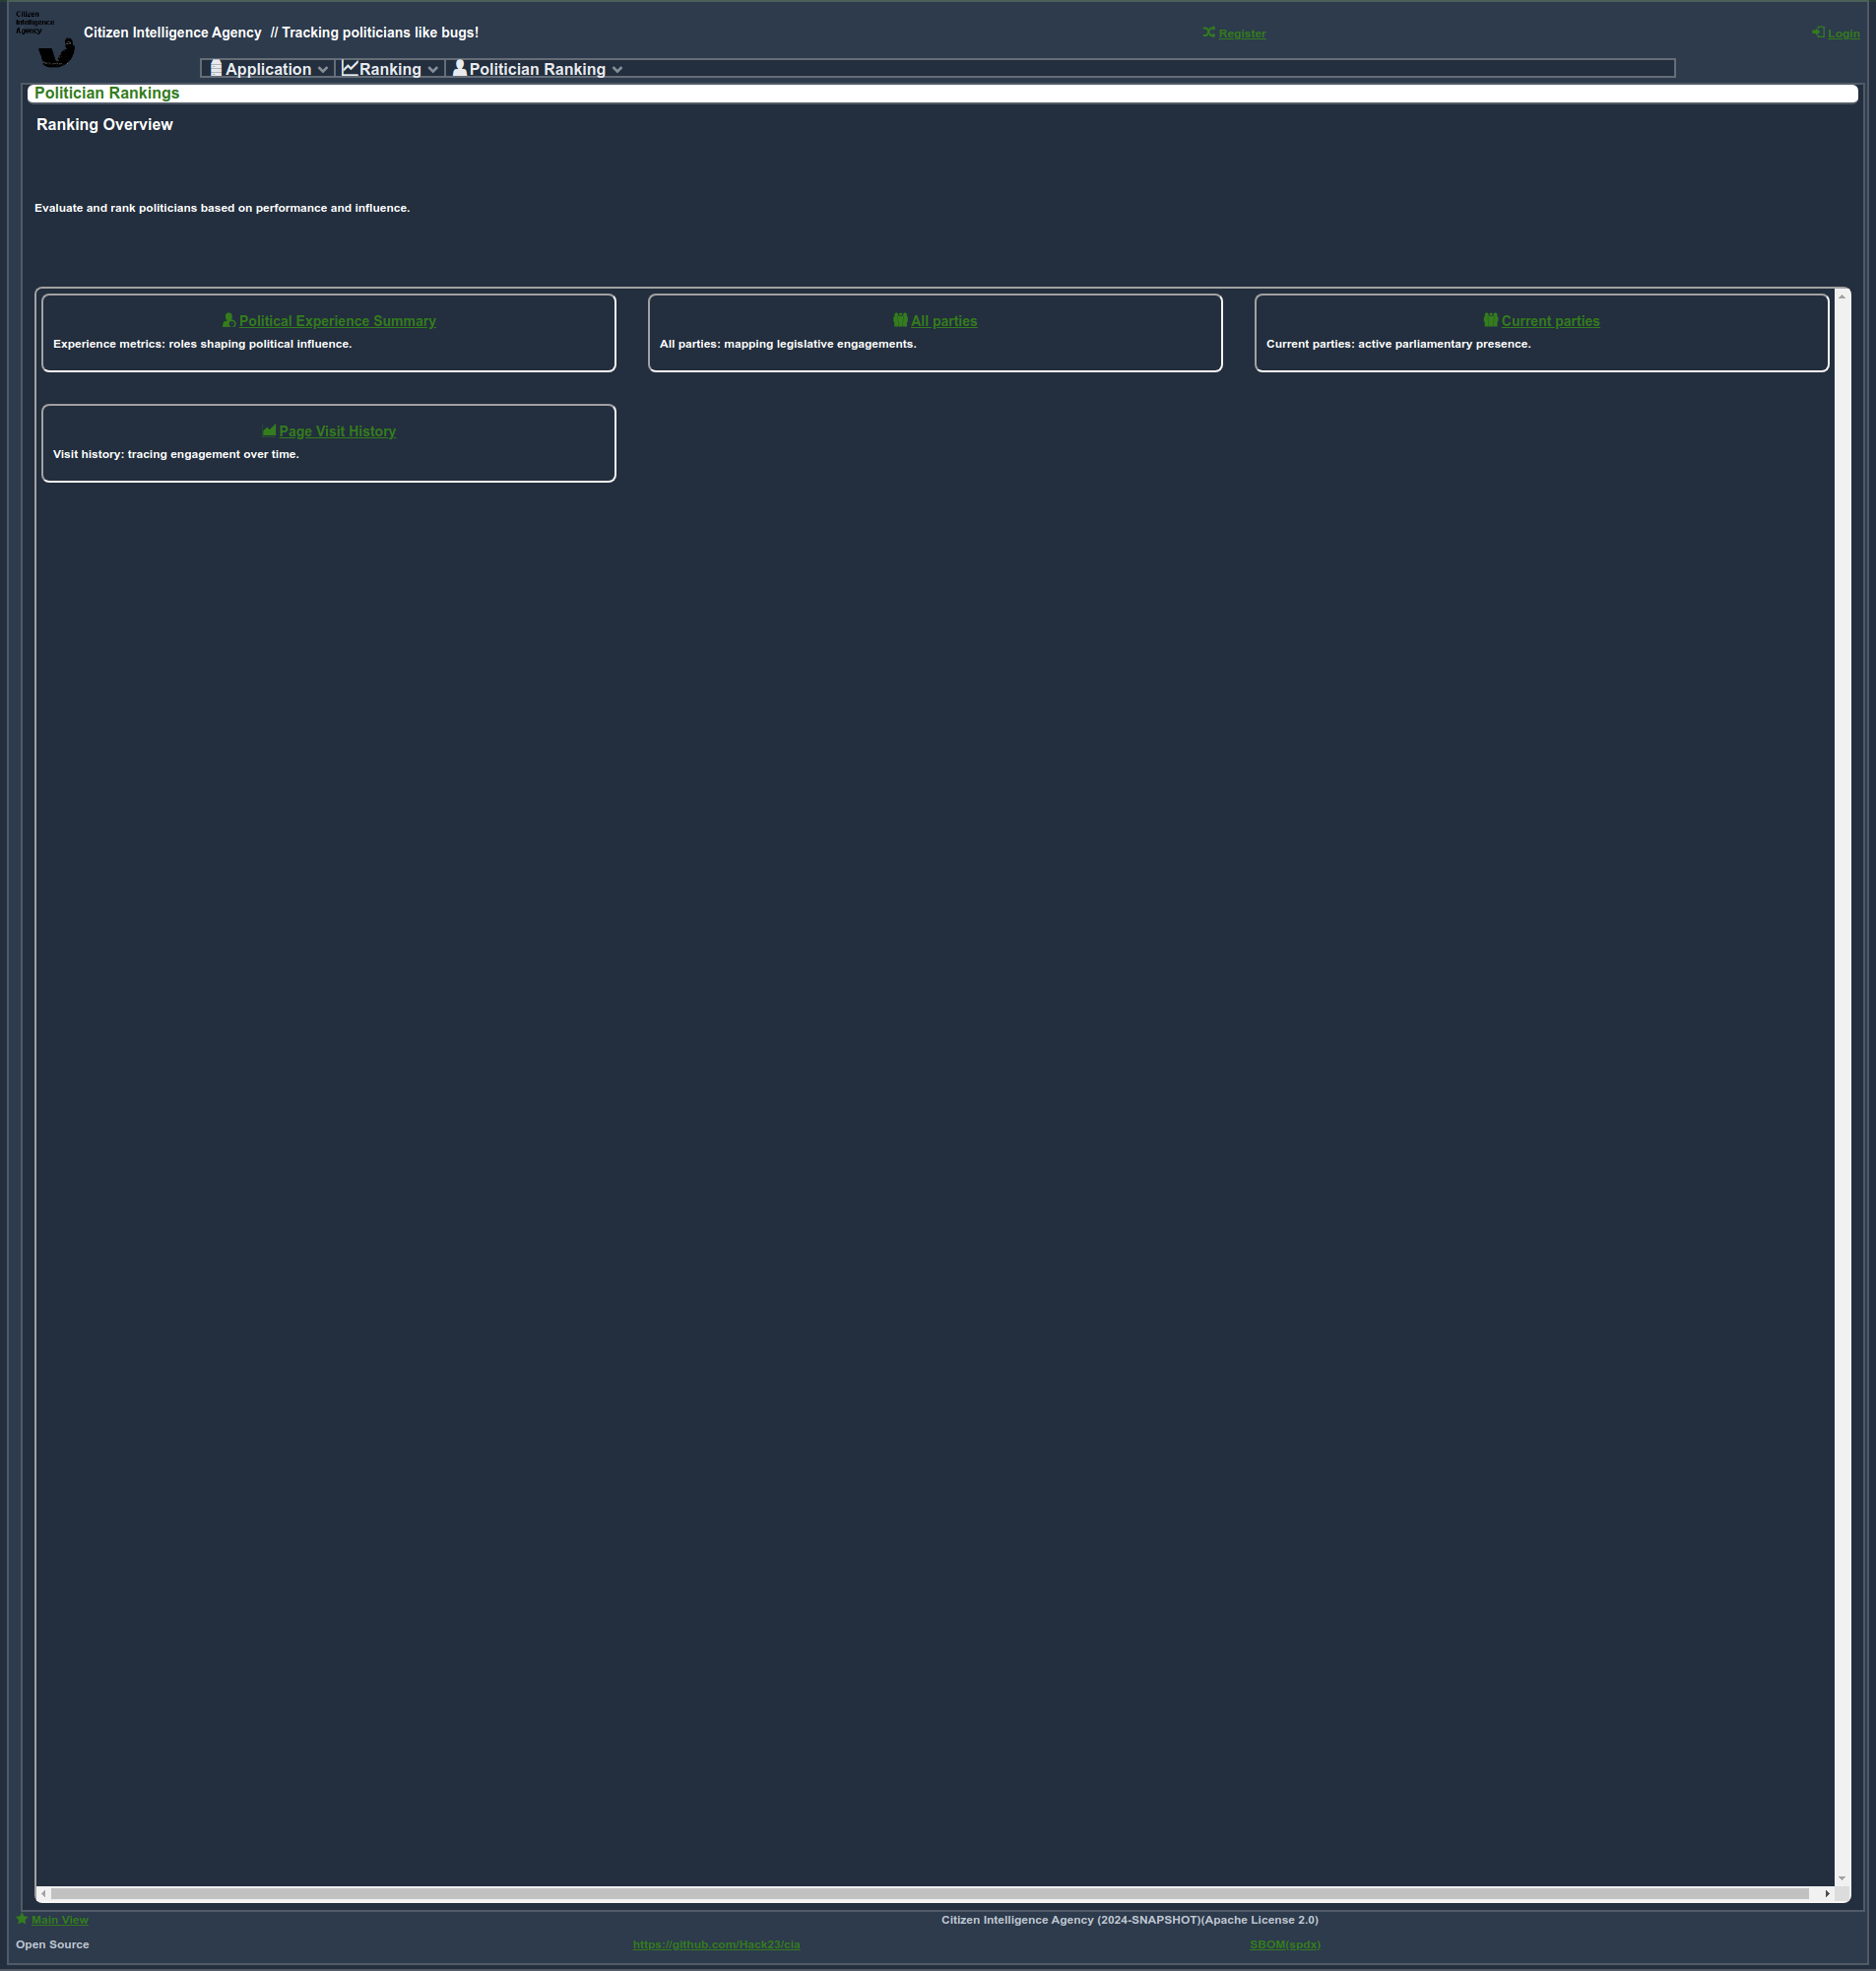 Citizen
Intelligence
Agency
Citizen Intelligence Agency // Tracking politicians like bugs!
Register
Login
Application
Ranking
Politician Ranking
Politician Rankings
Ranking Overview
Evaluate and rank politicians based on performance and influence.
Political Experience Summary
Experience metrics: roles shaping political influence.
All parties
All parties: mapping legislative engagements.
Current parties
Current parties: active parliamentary presence.
Page Visit History
Visit history: tracing engagement over time.
Main View
Citizen Intelligence Agency (2024-SNAPSHOT)(Apache License 2.0)
Open Source
https://github.com/Hack23/cia
SBOM(spdx)